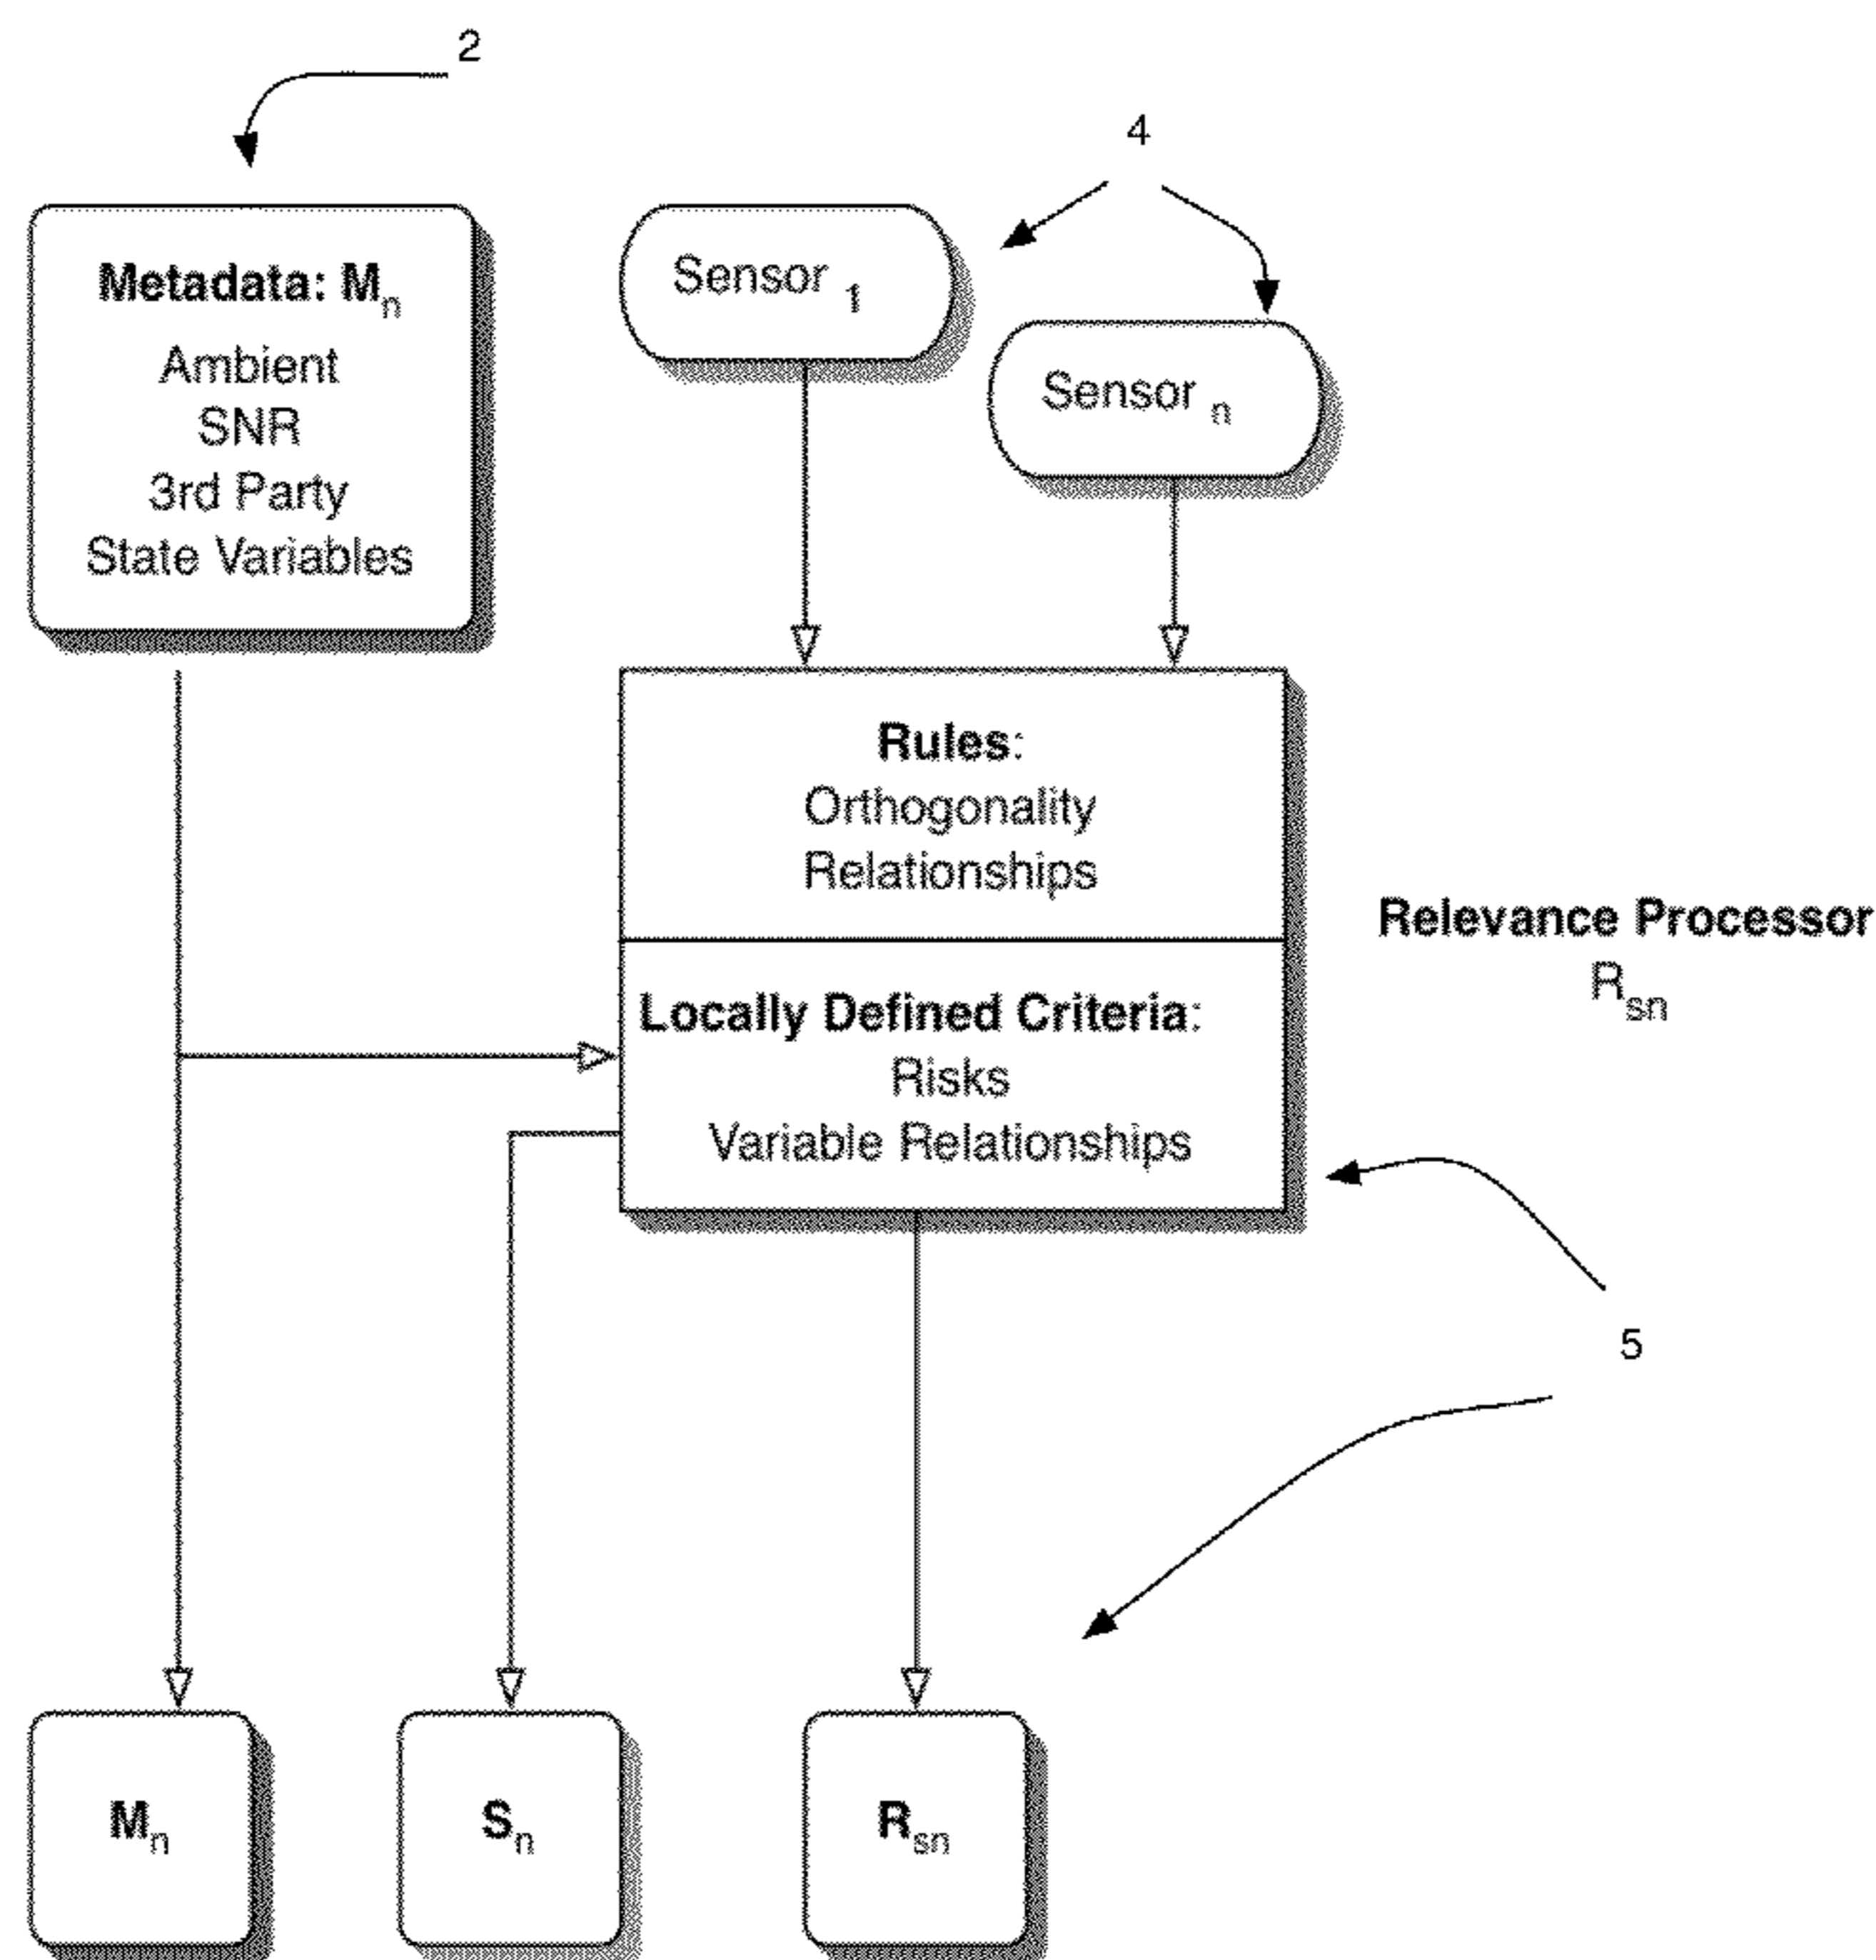 2
4
Metadata: Mn
Ambient
SNR
3rd Party
State Variables
Sensor 1
Sensor n
Rules:
Orthogonality
Relationships
Locally Defined Criteria:
Risks
Variable Relationships
Relevance Processor
Rsn
5
Mn
Sn
Rsn